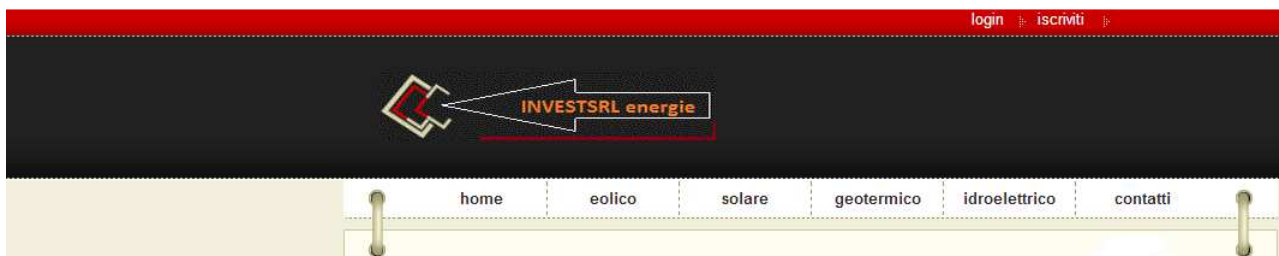 login iscriviti
INVESTSRL energie
home eolico solare geotermico idroelettrico contatti